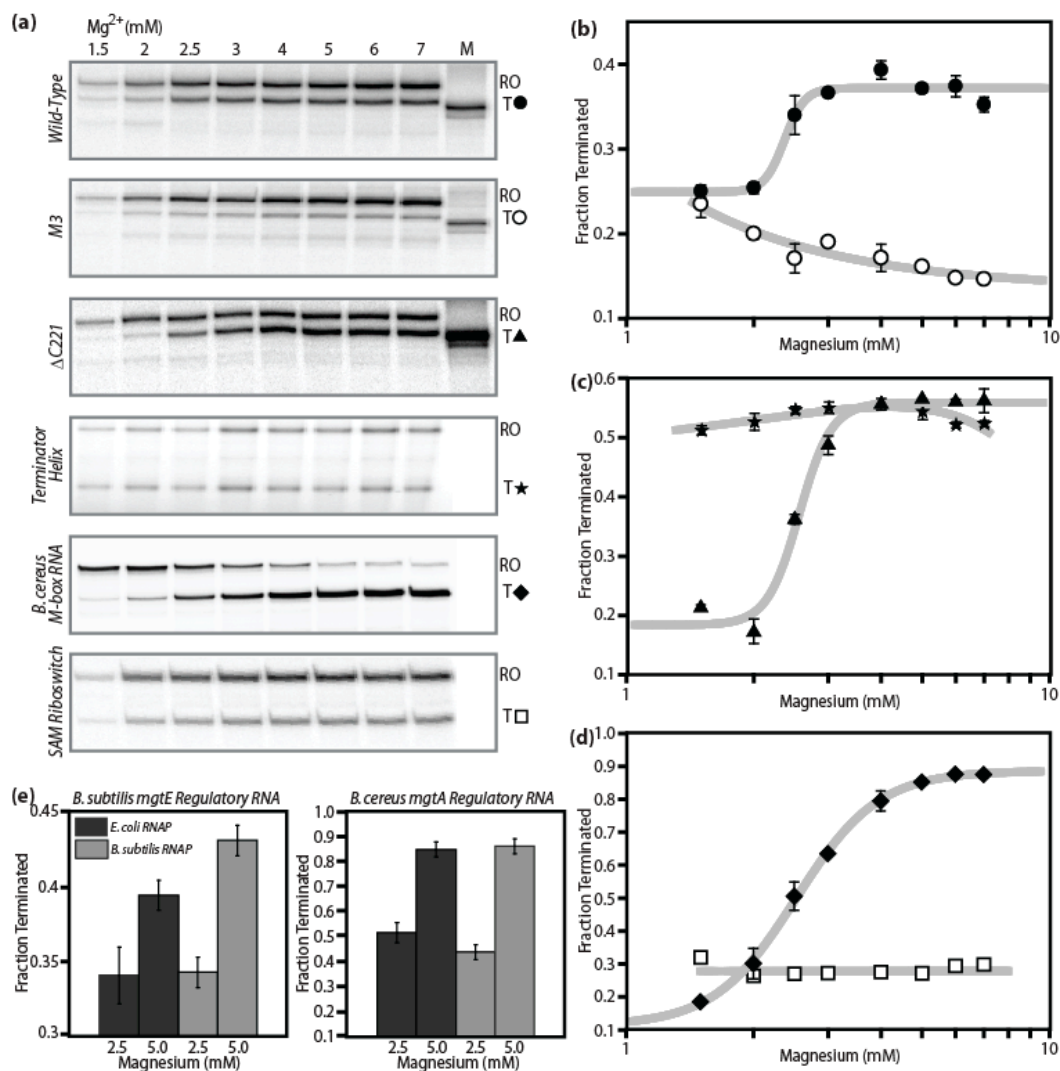 (a)
Mg2+(mM)
1.5 2 2.5 3 4 5 6 7 M
Wild-Type
RO
T●
M3
RO
T○
ΔC221
RO
T▲
Terminator
Helix
RO
T★
B. cereus
M-box RNA
RO
T◆
SAM Riboswitch
RO
T□
(b)
Fraction Terminated
0.4
0.3
0.2
0.1
1 10
Magnesium (mM)
(c)
Fraction Terminated
0.6
0.5
0.4
0.3
0.2
0.1
1 10
Magnesium (mM)
(d)
Fraction Terminated
0.9
0.8
0.7
0.6
0.5
0.4
0.3
0.2
0.1
1 10
Magnesium (mM)
(e)
B. subtilis mgtE Regulatory RNA
Fraction Terminated
0.45
0.4
0.35
0.3
E. coli RNAP
B. subtilis RNAP
2.5 5.0 2.5 5.0
Magnesium (mM)
B. cereus mgtA Regulatory RNA
Fraction Terminated
1.0
0.9
0.8
0.7
0.6
0.5
0.4
0.3
0.2
0.1
2.5 5.0 2.5 5.0
Magnesium (mM)